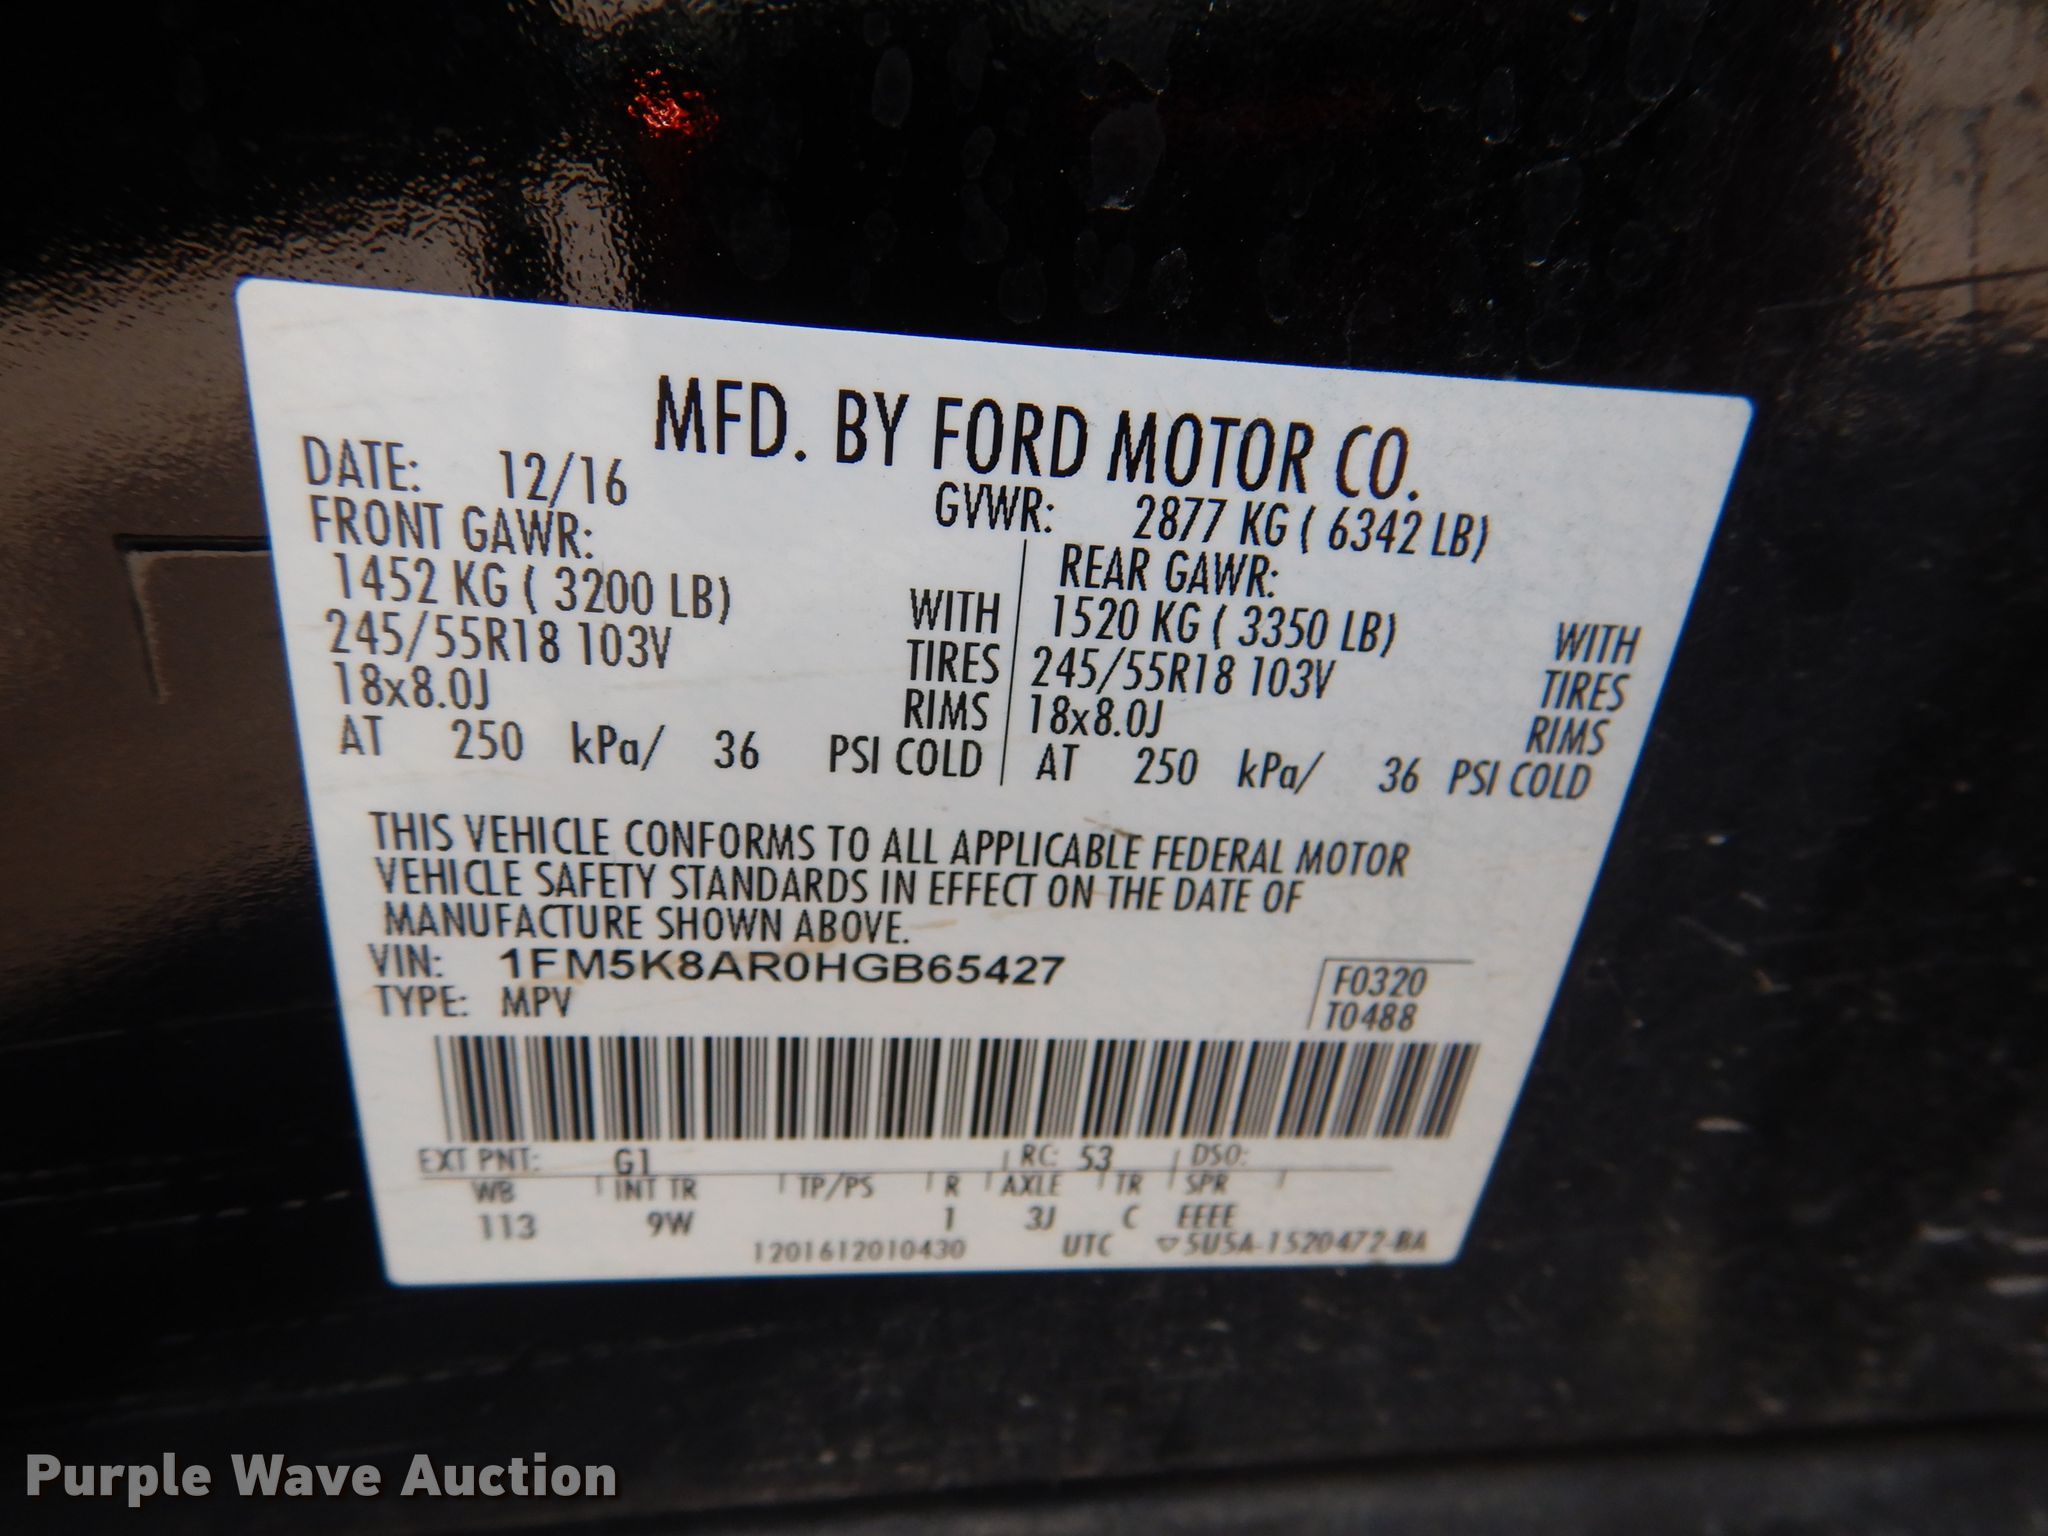 MFD. BY FORD MOTOR CO.
DATE: 12/16
GVWR: 2877 KG ( 6342 LB)
FRONT GAWR:
1452 KG ( 3200 LB) WITH
245/55R18 103V TIRES
18x8.0J RIMS
AT 250 kPa/ 36 PSI COLD
REAR GAWR:
1520 KG ( 3350 LB) WITH
245/55R18 103V TIRES
18x8.0J RIMS
AT 250 kPa/ 36 PSI COLD
THIS VEHICLE CONFORMS TO ALL APPLICABLE FEDERAL MOTOR
VEHICLE SAFETY STANDARDS IN EFFECT ON THE DATE OF
MANUFACTURE SHOWN ABOVE.
VIN: 1FM5K8AR0HGB65427
TYPE: MPV
F0320
T0488
EXT PNT: G1 RC: 53 DSO:
WB INT TR TP/PS R AXLE TR SPR
113 9W 1 3J C EEEE
1201612010430 UTC ▽5U5A-1520472-BA
Purple Wave Auction